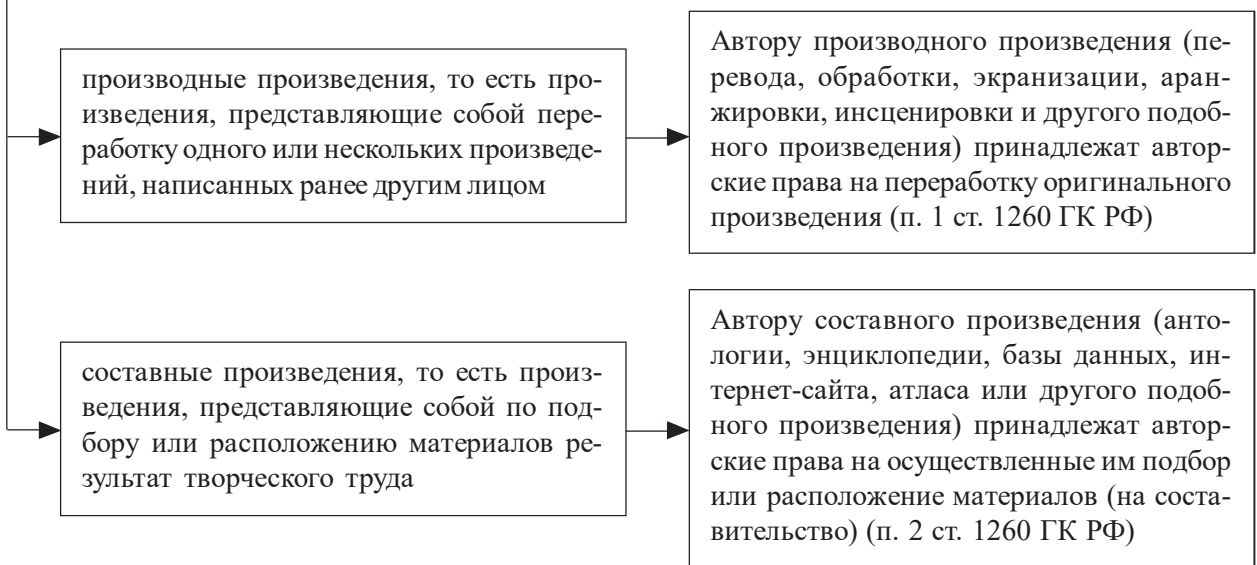 производные произведения, то есть про-
изведения, представляющие собой пере-
работку одного или нескольких произведе-
ний, написанных ранее другим лицом
Автору производного произведения (пе-
ревода, обработки, экранизации, аран-
жировки, инсценировки и другого подоб-
ного произведения) принадлежат автор-
ские права на переработку оригинального
произведения (п. 1 ст. 1260 ГК РФ)
составные произведения, то есть произ-
ведения, представляющие собой по под-
бору или расположению материалов ре-
зультат творческого труда
Автору составного произведения (анто-
логии, энциклопедии, базы данных, ин-
тернет-сайта, атласа или другого подоб-
ного произведения) принадлежат автор-
ские права на осуществленные им подбор
или расположение материалов (на соста-
вительство) (п. 2 ст. 1260 ГК РФ)